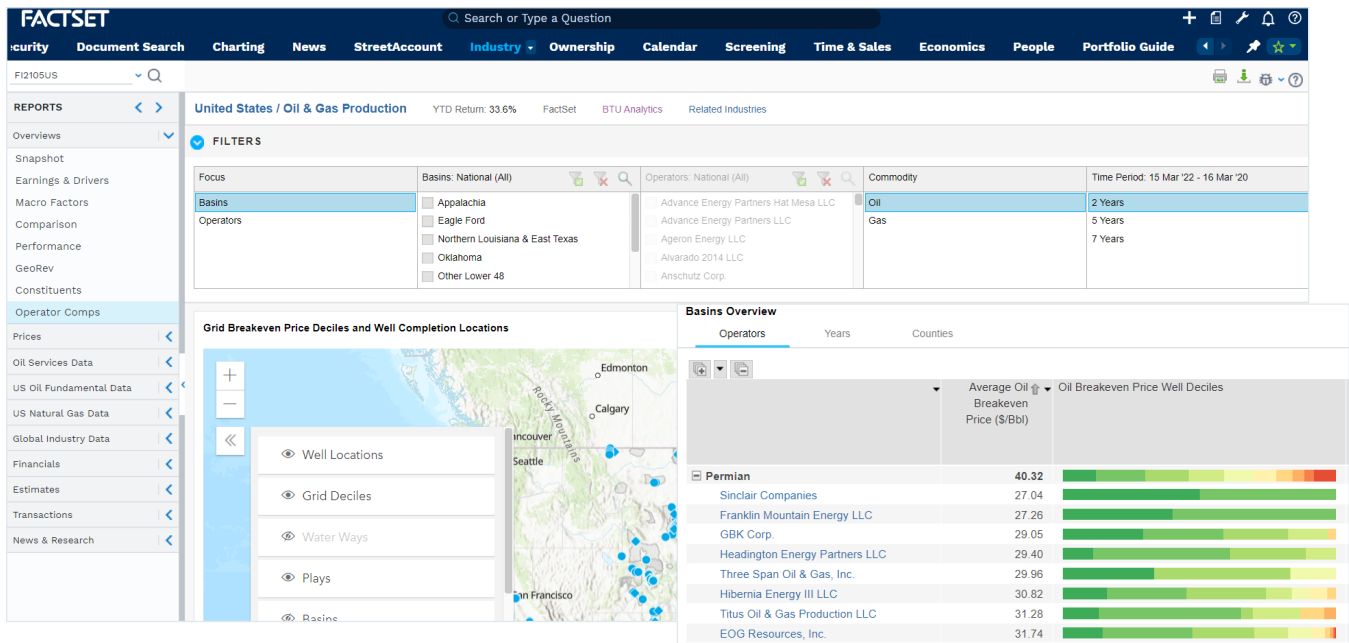 FACTSET
Search or Type a Question
curity Document Search Charting News StreetAccount Industry Ownership Calendar Screening Time & Sales Economics People Portfolio Guide
FI2105US
REPORTS
United States / Oil & Gas Production YTD Return: 33.6% FactSet BTU Analytics Related Industries
Overviews
FILTERS
Snapshot
Earnings & Drivers
Macro Factors
Comparison
Performance
GeoRev
Constituents
Operator Comps
Prices
Oil Services Data
US Oil Fundamental Data
US Natural Gas Data
Global Industry Data
Financials
Estimates
Transactions
News & Research
Focus
Basins
Operators
Basins: National (All)
Appalachia
Eagle Ford
Northern Louisiana & East Texas
Oklahoma
Other Lower 48
Operators: National (All)
Advance Energy Partners Hat Mesa LLC
Advance Energy Partners LLC
Ageron Energy LLC
Alvarado 2014 LLC
Anschutz Corp.
Commodity
Oil
Gas
Time Period: 15 Mar '22 - 16 Mar '20
2 Years
5 Years
7 Years
Grid Breakeven Price Deciles and Well Completion Locations
Edmonton
Rocky Mountains
Calgary
ncouver
Seattle
an Francisco
Well Locations
Grid Deciles
Water Ways
Plays
Basins
Basins Overview
Operators Years Counties
Average Oil
Breakeven
Price ($/Bbl)
Oil Breakeven Price Well Deciles
Permian 40.32
Sinclair Companies 27.04
Franklin Mountain Energy LLC 27.26
GBK Corp. 29.05
Headington Energy Partners LLC 29.40
Three Span Oil & Gas, Inc. 29.96
Hibernia Energy III LLC 30.82
Titus Oil & Gas Production LLC 31.28
EOG Resources, Inc. 31.74